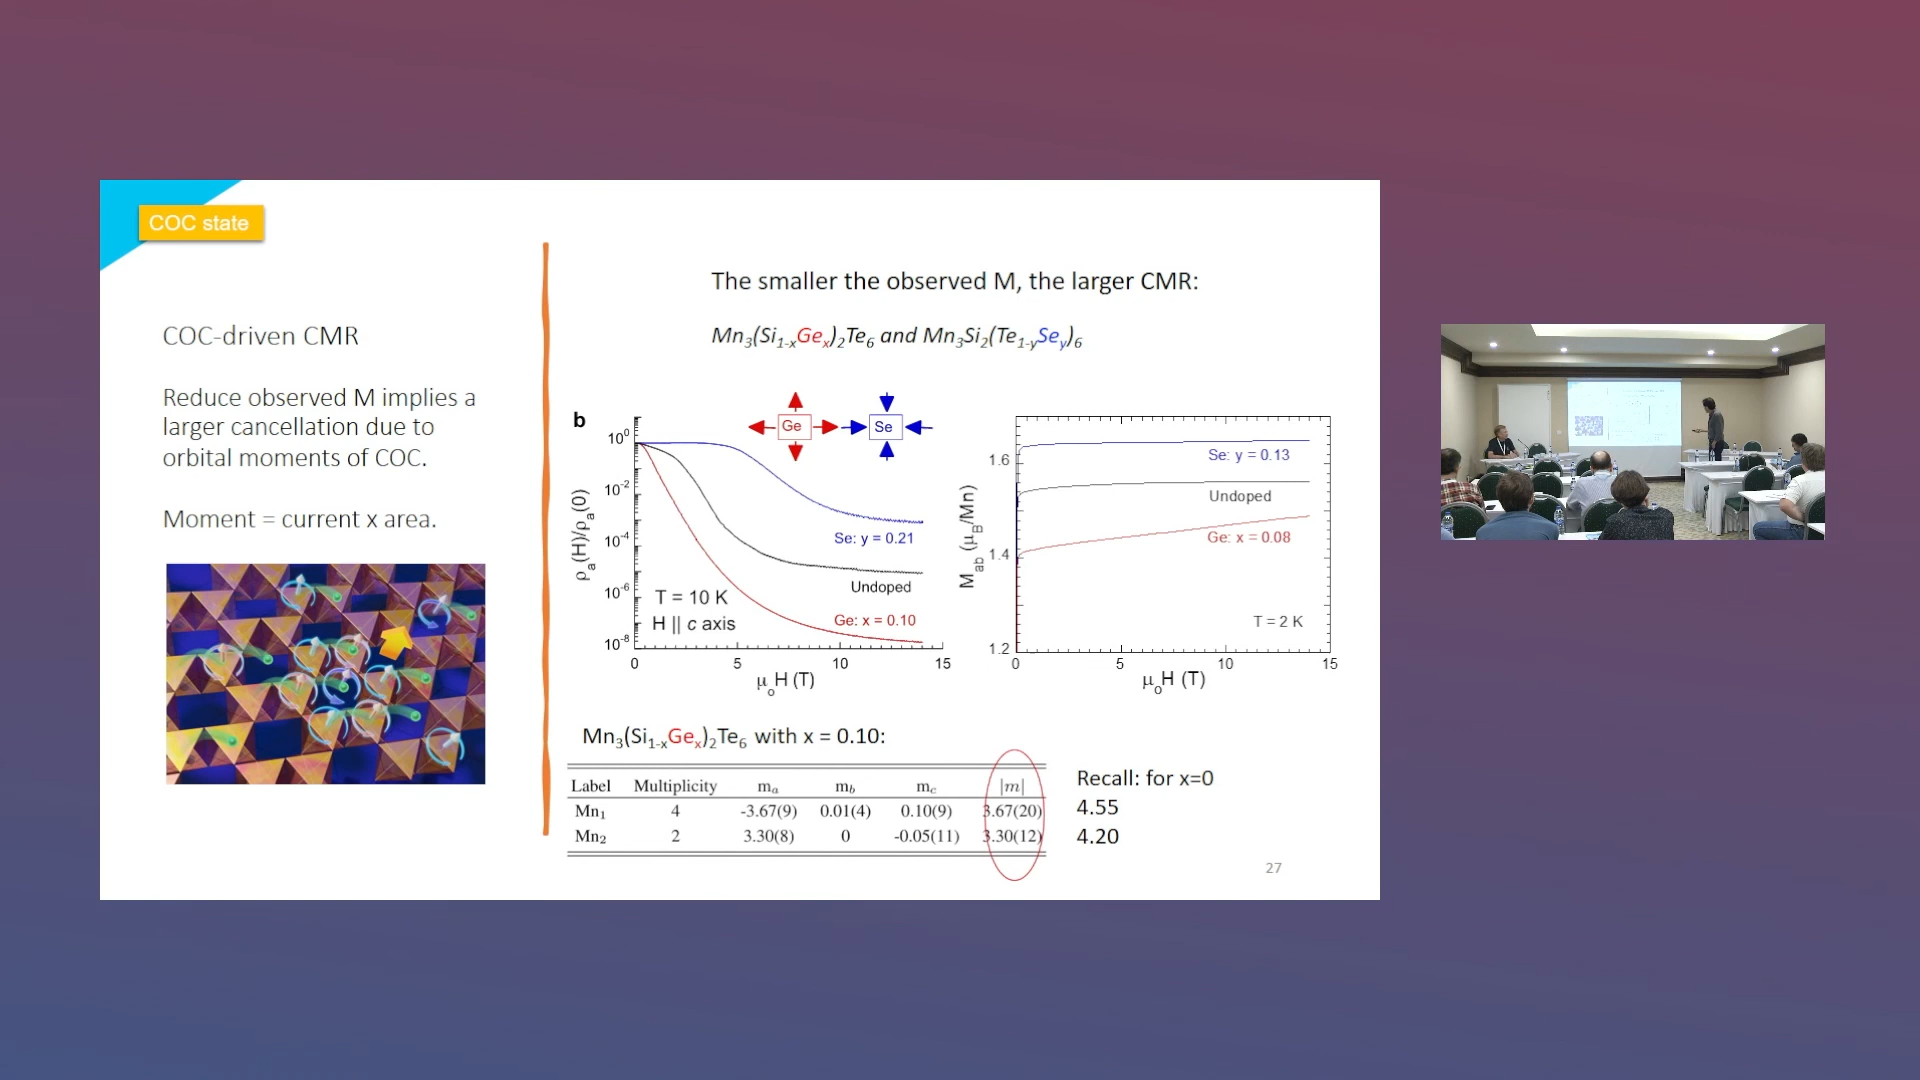 COC state
COC-driven CMR
Reduce observed M implies a
larger cancellation due to
orbital moments of COC.
Moment = current x area.
The smaller the observed M, the larger CMR:
Mn3(Si1-xGex)2Te6 and Mn3Si2(Te1-ySey)6
b
Ge
Se
10^0
10^-2
10^-4
10^-6
10^-8
ρa(H)/ρa(0)
Se: y = 0.21
Undoped
Ge: x = 0.10
T = 10 K
H || c axis
0 5 10 15
μoH (T)
1.6
1.4
1.2
Mab (μB/Mn)
Se: y = 0.13
Undoped
Ge: x = 0.08
T = 2 K
0 5 10 15
μoH (T)
Mn3(Si1-xGex)2Te6 with x = 0.10:
Label Multiplicity ma mb mc |m|
Mn1 4 -3.67(9) 0.01(4) 0.10(9) 3.67(20)
Mn2 2 3.30(8) 0 -0.05(11) 3.30(12)
Recall: for x=0
4.55
4.20
27